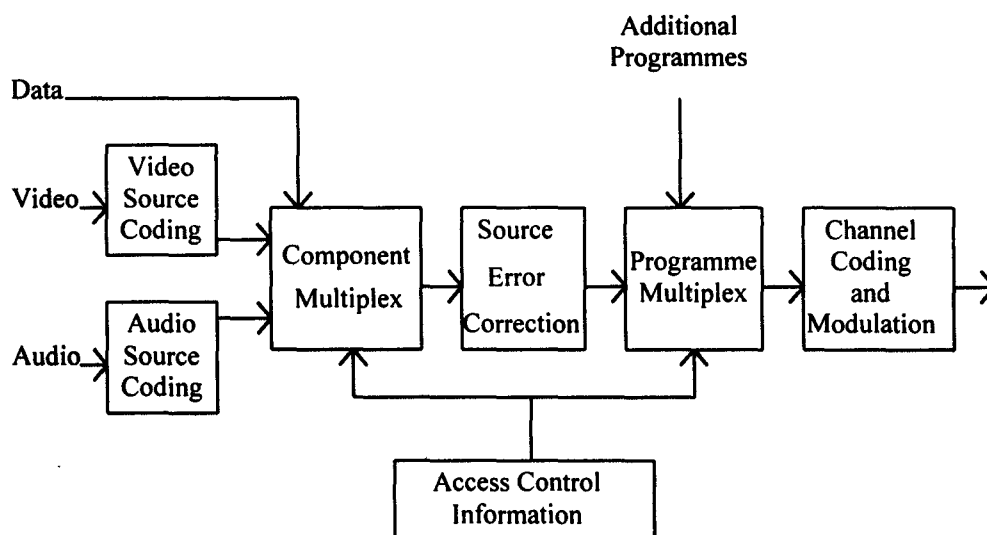 Additional
Programmes
Data
Video
Video
Source
Coding
Component
Multiplex
Source
Error
Correction
Programme
Multiplex
Channel
Coding
and
Modulation
Audio
Audio
Source
Coding
Access Control
Information